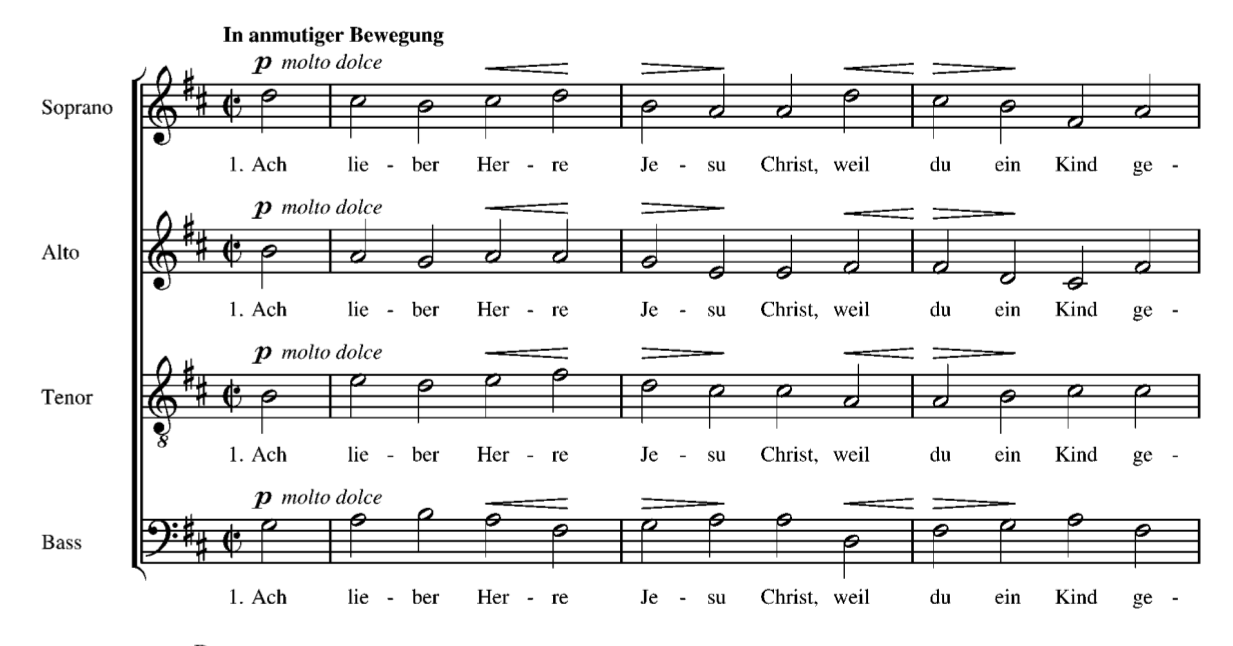 In anmutiger Bewegung
p molto dolce
Soprano
1. Ach lie - ber Her - re Je - su Christ, weil du ein Kind ge -
p molto dolce
Alto
1. Ach lie - ber Her - re Je - su Christ, weil du ein Kind ge -
p molto dolce
Tenor
8
1. Ach lie - ber Her - re Je - su Christ, weil du ein Kind ge -
p molto dolce
Bass
1. Ach lie - ber Her - re Je - su Christ, weil du ein Kind ge -